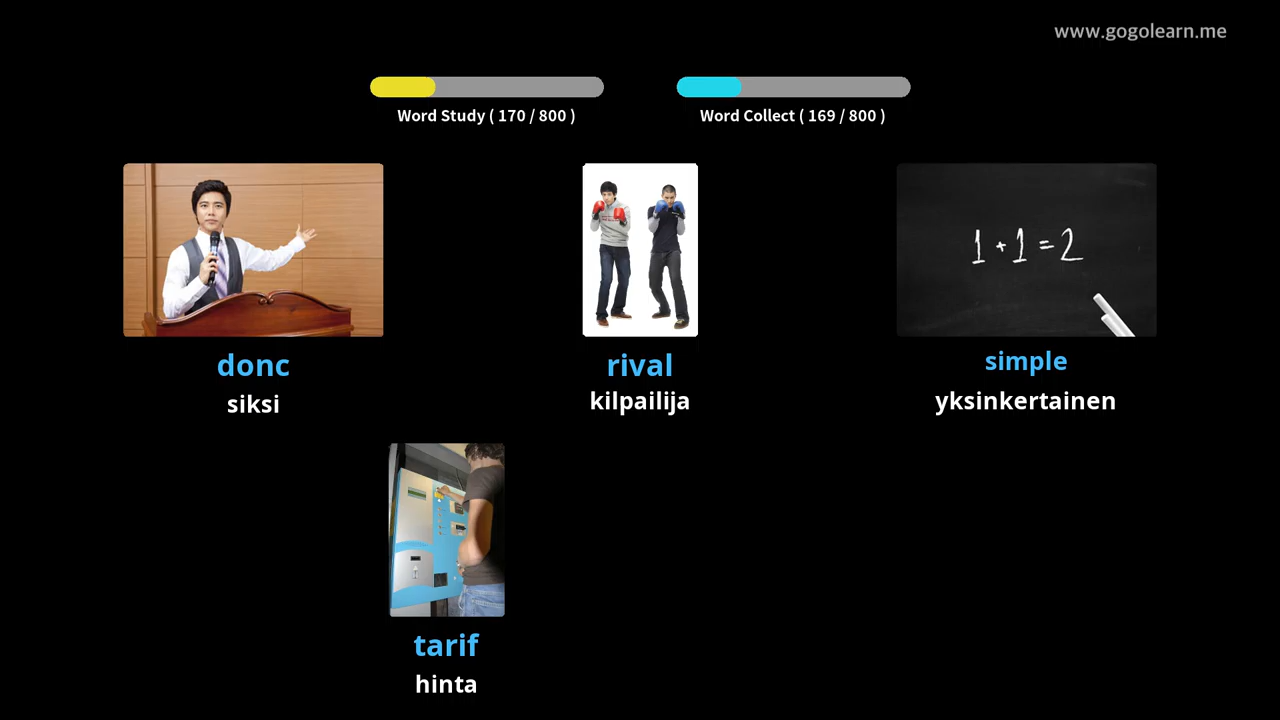 www.gogolearn.me
Word Study ( 170 / 800 )
Word Collect ( 169 / 800 )
1 + 1 = 2
donc
siksi
rival
kilpailija
simple
yksinkertainen
tarif
hinta